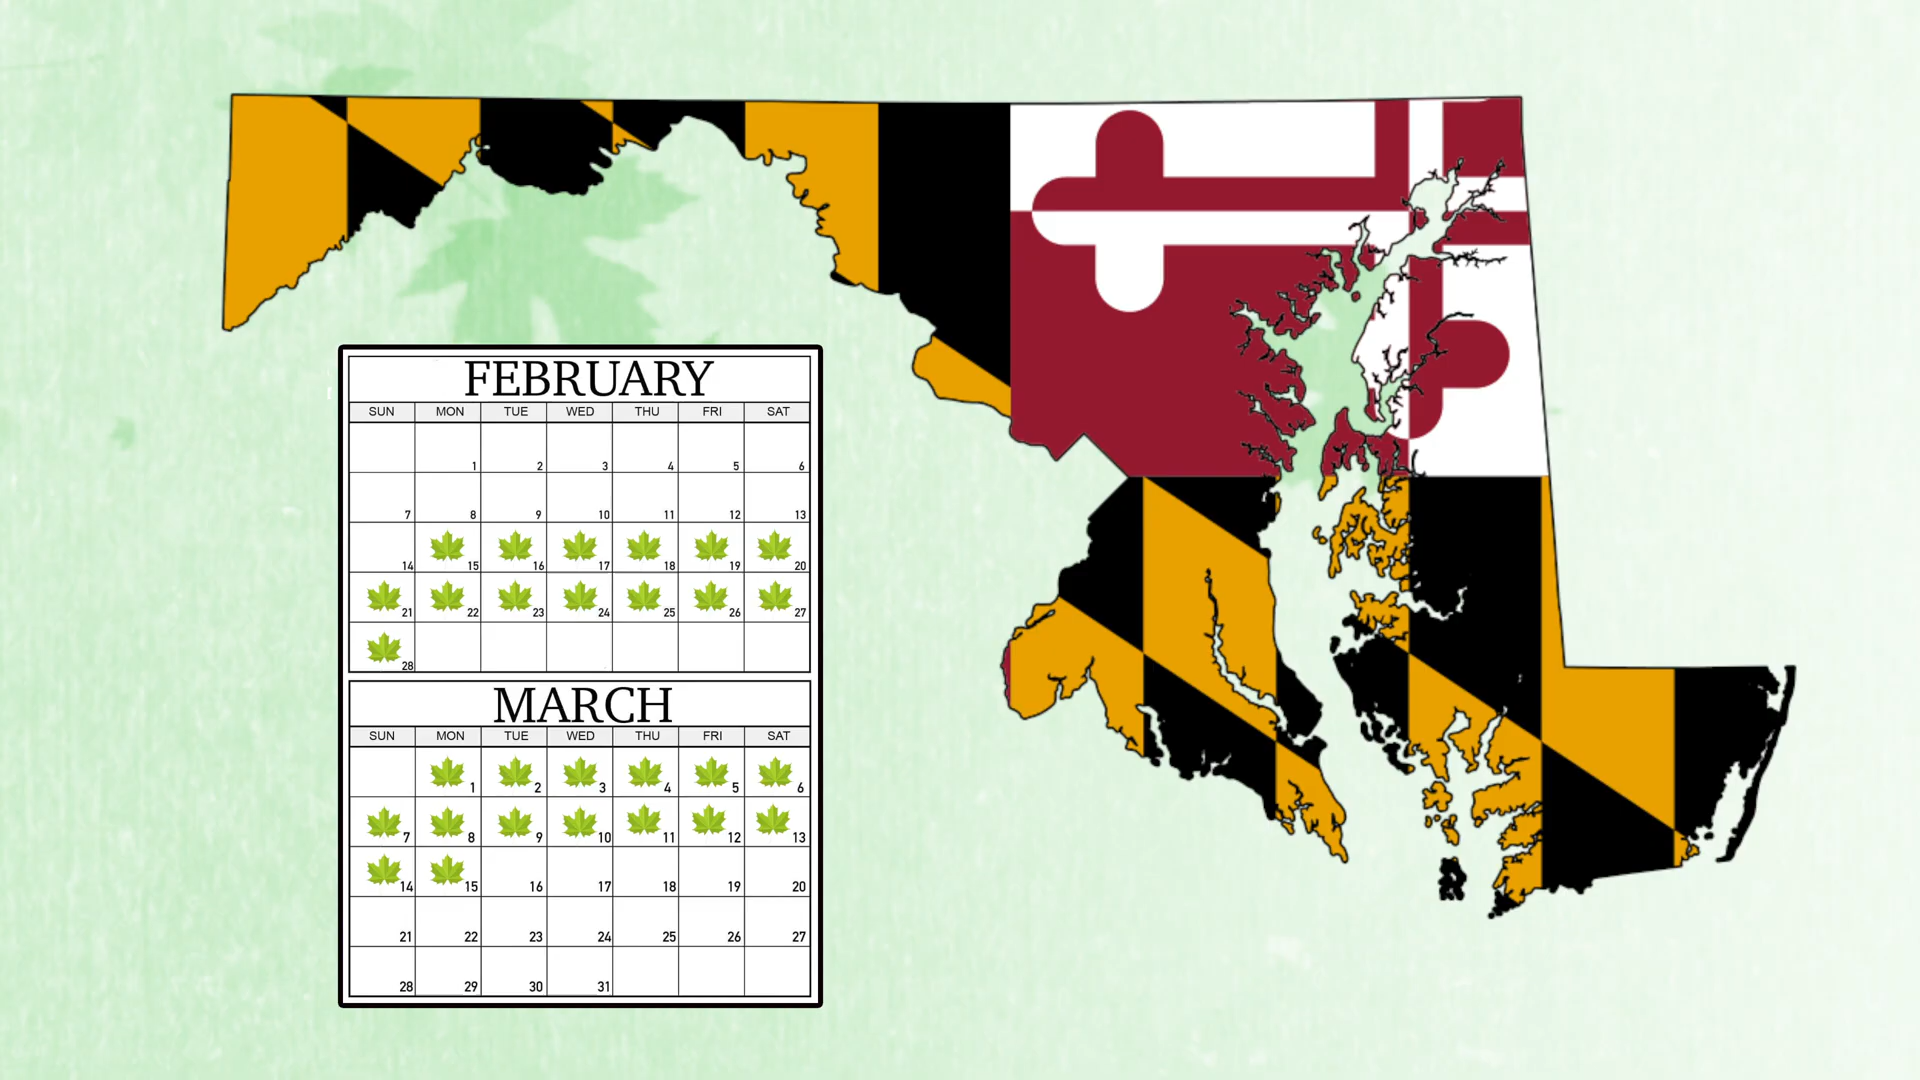 FEBRUARY
SUN MON TUE WED THU FRI SAT
1 2 3 4 5 6
7 8 9 10 11 12 13
14 15 16 17 18 19 20
21 22 23 24 25 26 27
28
MARCH
SUN MON TUE WED THU FRI SAT
1 2 3 4 5 6
7 8 9 10 11 12 13
14 15 16 17 18 19 20
21 22 23 24 25 26 27
28 29 30 31